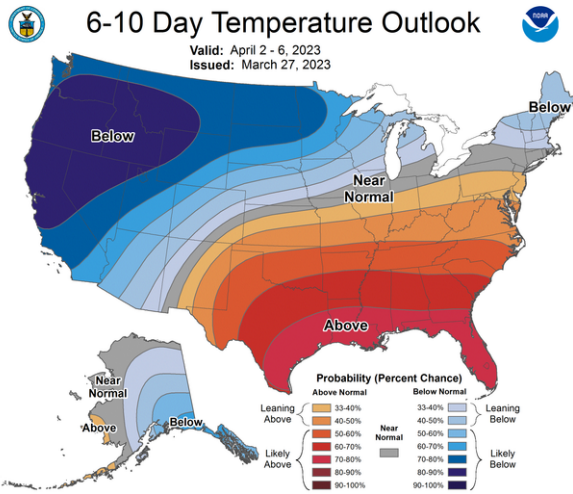 6-10 Day Temperature Outlook
Valid: April 2 - 6, 2023
Issued: March 27, 2023
NOAA
Below
Below
Near
Normal
Above
Near
Normal
Above
Below
Probability (Percent Chance)
Above Normal
Below Normal
Leaning
Above
33-40%
40-50%
Likely
Above
50-60%
60-70%
70-80%
80-90%
90-100%
Near
Normal
33-40%
40-50%
Leaning
Below
50-60%
60-70%
70-80%
80-90%
90-100%
Likely
Below